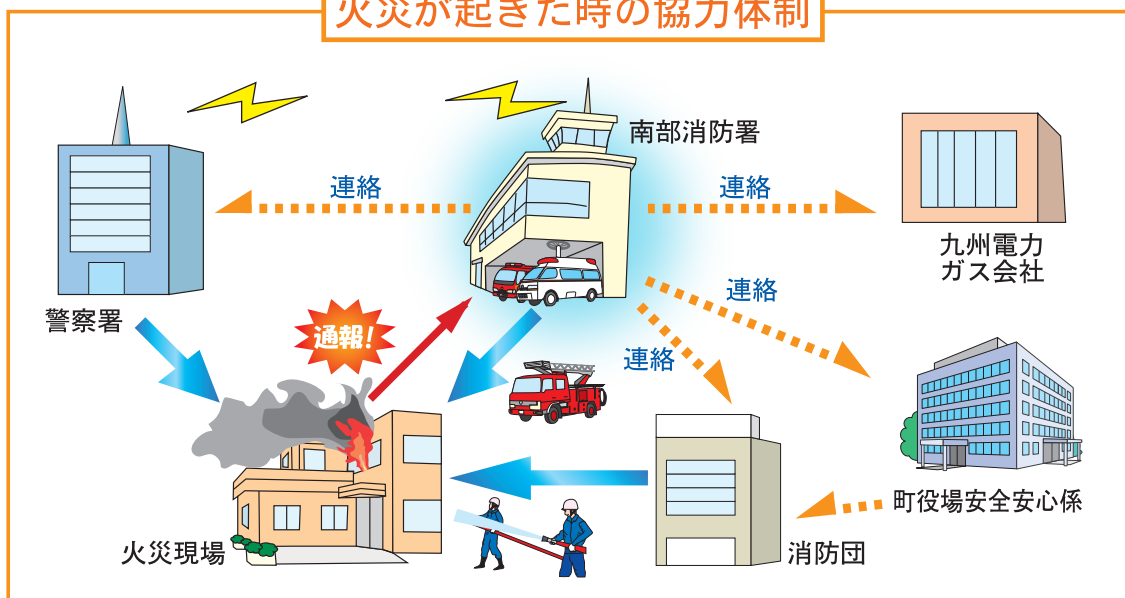 火災が起きた時の協力体制
南部消防署
連絡
連絡
九州電力
ガス会社
連絡
警察署
通報!
連絡
町役場安全安心係
火災現場
消防団